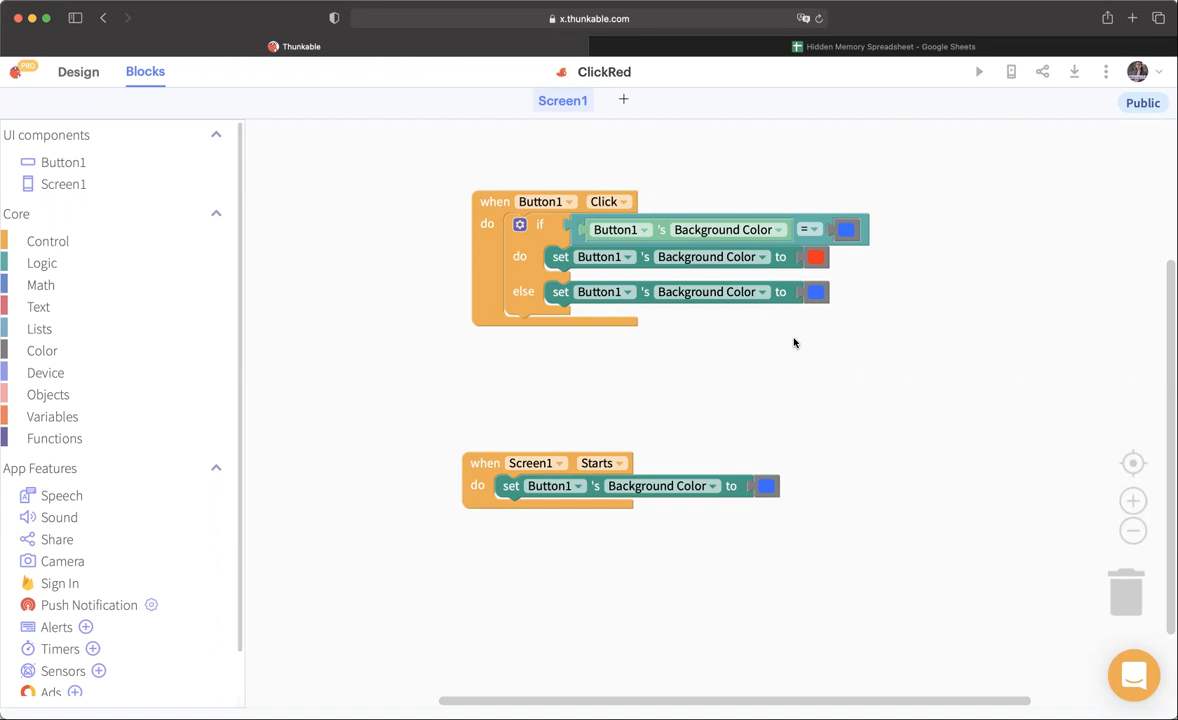 x.thunkable.com
Thunkable
Hidden Memory Spreadsheet - Google Sheets
PRO
Design
Blocks
ClickRed
Screen1
+
Public
UI components
Button1
Screen1
Core
Control
Logic
Math
Text
Lists
Color
Device
Objects
Variables
Functions
App Features
Speech
Sound
Share
Camera
Sign In
Push Notification
Alerts
Timers
Sensors
Ads
when Button1 Click
do if Button1 's Background Color =
do set Button1 's Background Color to
else set Button1 's Background Color to
when Screen1 Starts
do set Button1 's Background Color to